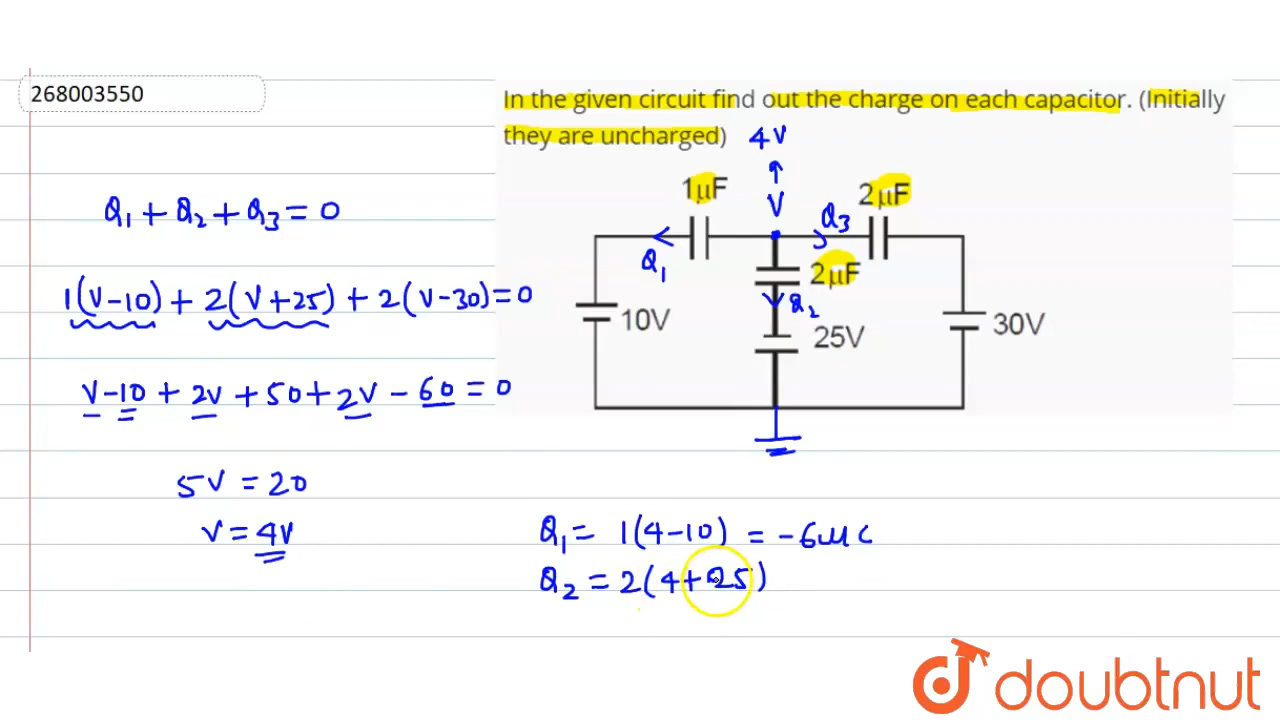 268003550
In the given circuit find out the charge on each capacitor. (Initially
they are uncharged)
4V
1μF
V
Q3
2μF
Q1
2μF
Q2
10V
25V
30V
Q1 + Q2 + Q3 = 0
1(V-10) + 2(V+25) + 2(V-30) = 0
V - 10 + 2V + 50 + 2V - 60 = 0
5V = 20
V = 4V
Q1 = 1(4-10) = -6μC
Q2 = 2(4+25)
doubtnut